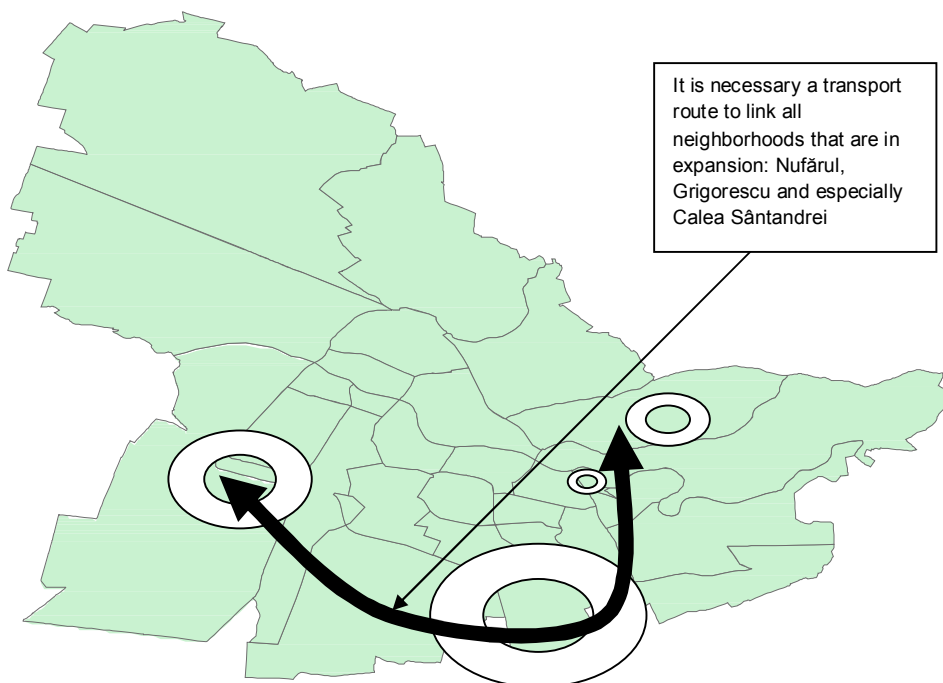 It is necessary a transport
route to link all
neighborhoods that are in
expansion: Nufărul,
Grigorescu and especially
Calea Sântandrei